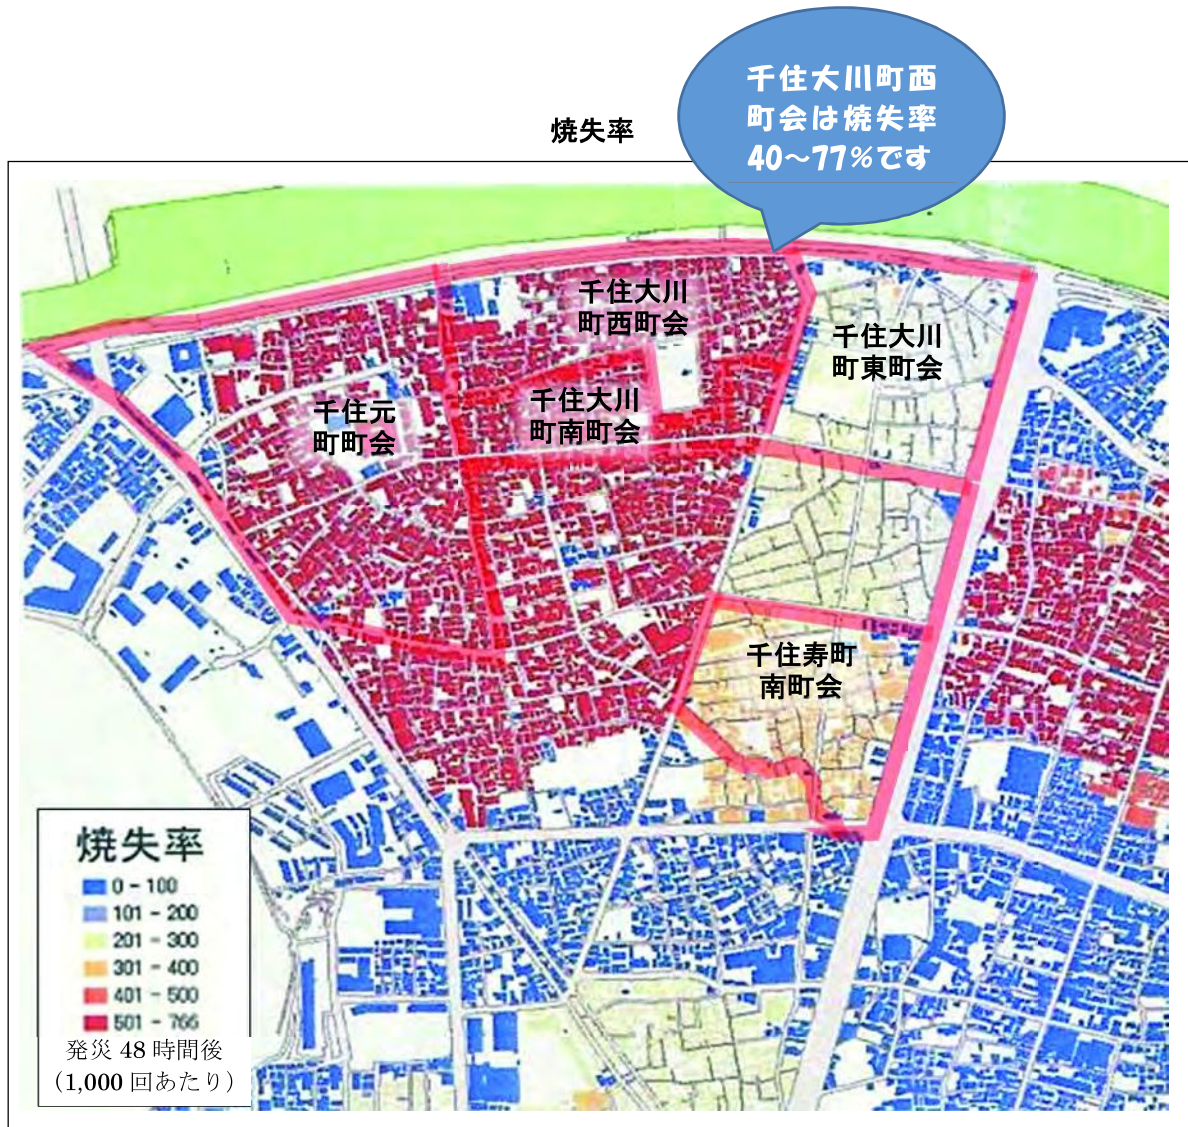 千住大川町西
町会は焼失率
40～77%です
焼失率
千住大川
町西町会
千住大川
町東町会
千住元
町町会
千住大川
町南町会
千住寿町
南町会
焼失率
0 - 100
101 - 200
201 - 300
301 - 400
401 - 500
501 - 766
発災 48 時間後
（1,000 回あたり）